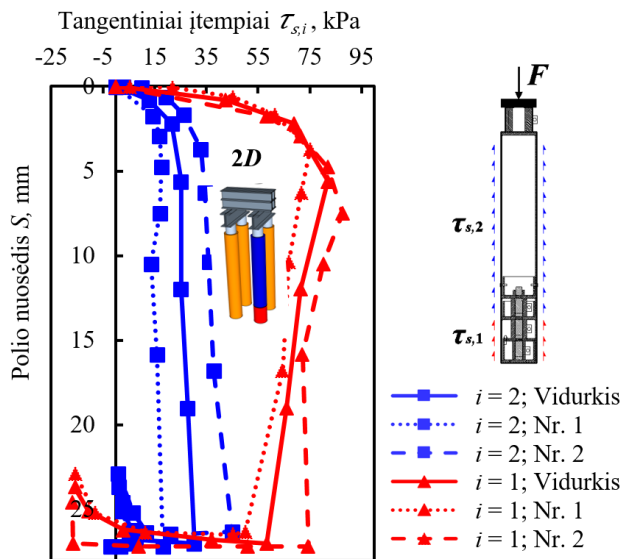 Tangentiniai įtempiai τs,i, kPa
-25 -5 15 35 55 75 95
0
5
10
15
20
25
Polio nuosėdis S, mm
2D
F
τs,2
τs,1
i = 2; Vidurkis
i = 2; Nr. 1
i = 2; Nr. 2
i = 1; Vidurkis
i = 1; Nr. 1
i = 1; Nr. 2